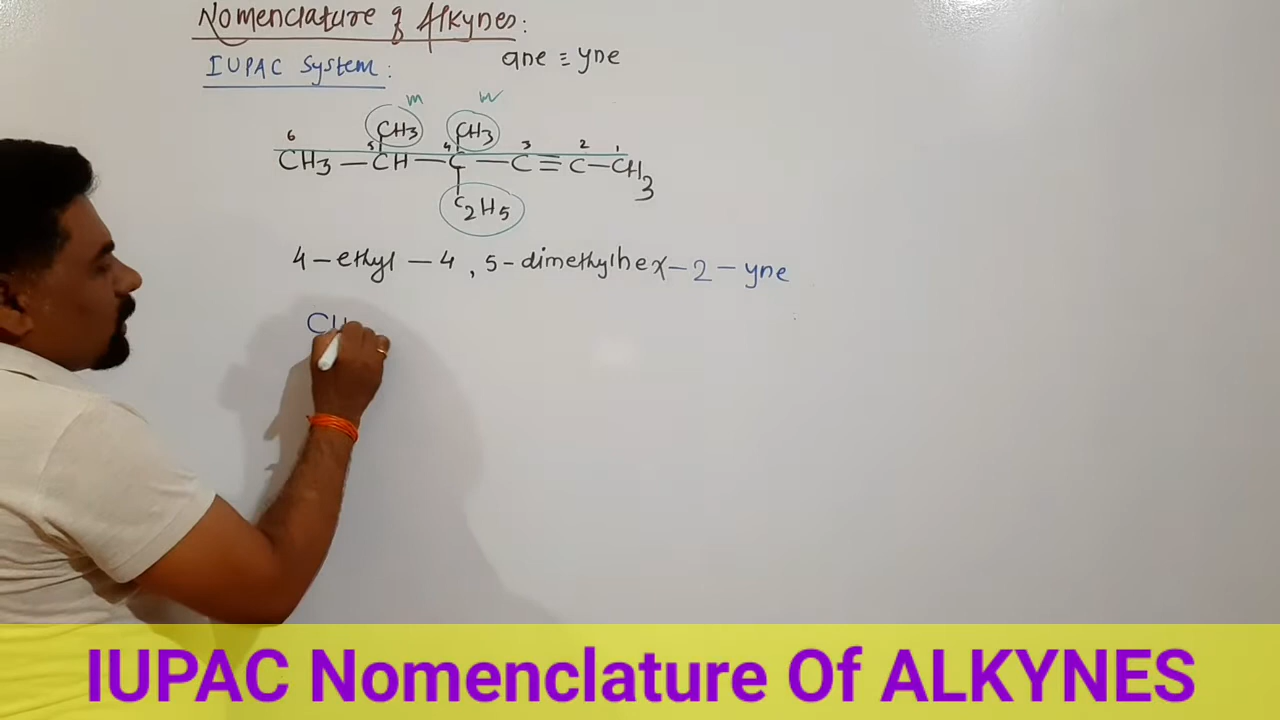 Nomenclature of Alkynes:
IUPAC System:
ane ≡ yne
m m
CH3 CH3
6 5 4 3 2 1
CH3 — CH — C — C ≡ C — CH3
C2H5
4 – ethyl – 4, 5 - dimethylhex – 2 – yne
CH
IUPAC Nomenclature Of ALKYNES